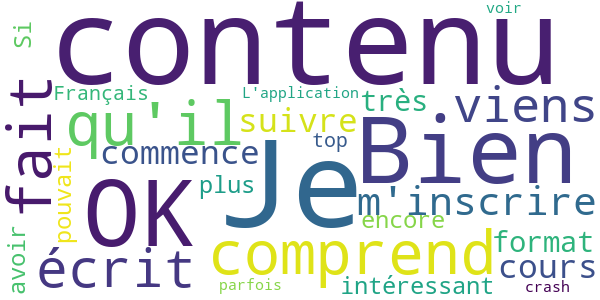 voir
contenu
Si
Français
L'application
très
viens
fait
qu'il
suivre
Bien
commence
top
pouvait
OK
Je
plus
m'inscrire
encore
comprend
format
avoir
écrit
cours
parfois
intéressant
crash